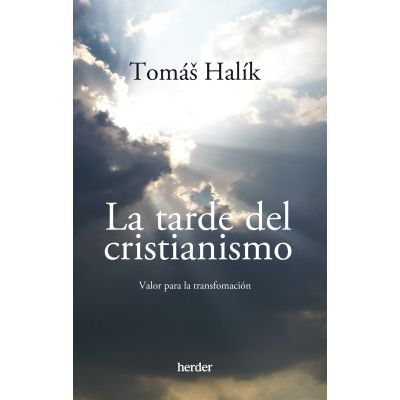 Tomáš Halík
La tarde del
cristianismo
Valor para la transfomación
herder